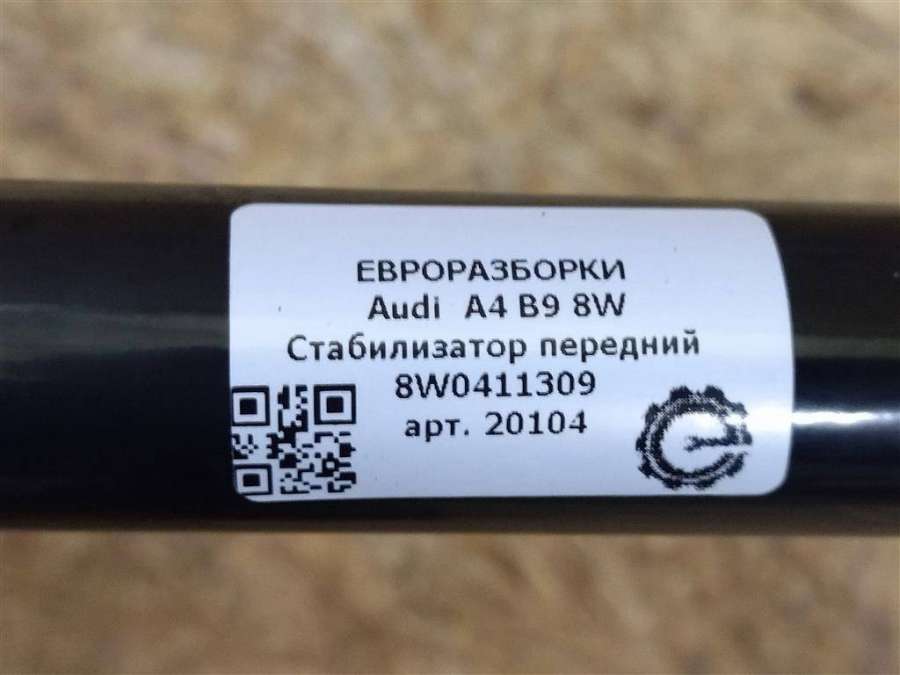 ЕВРОРАЗБОРКИ
Audi A4 B9 8W
Стабилизатор передний
8W0411309
арт. 20104